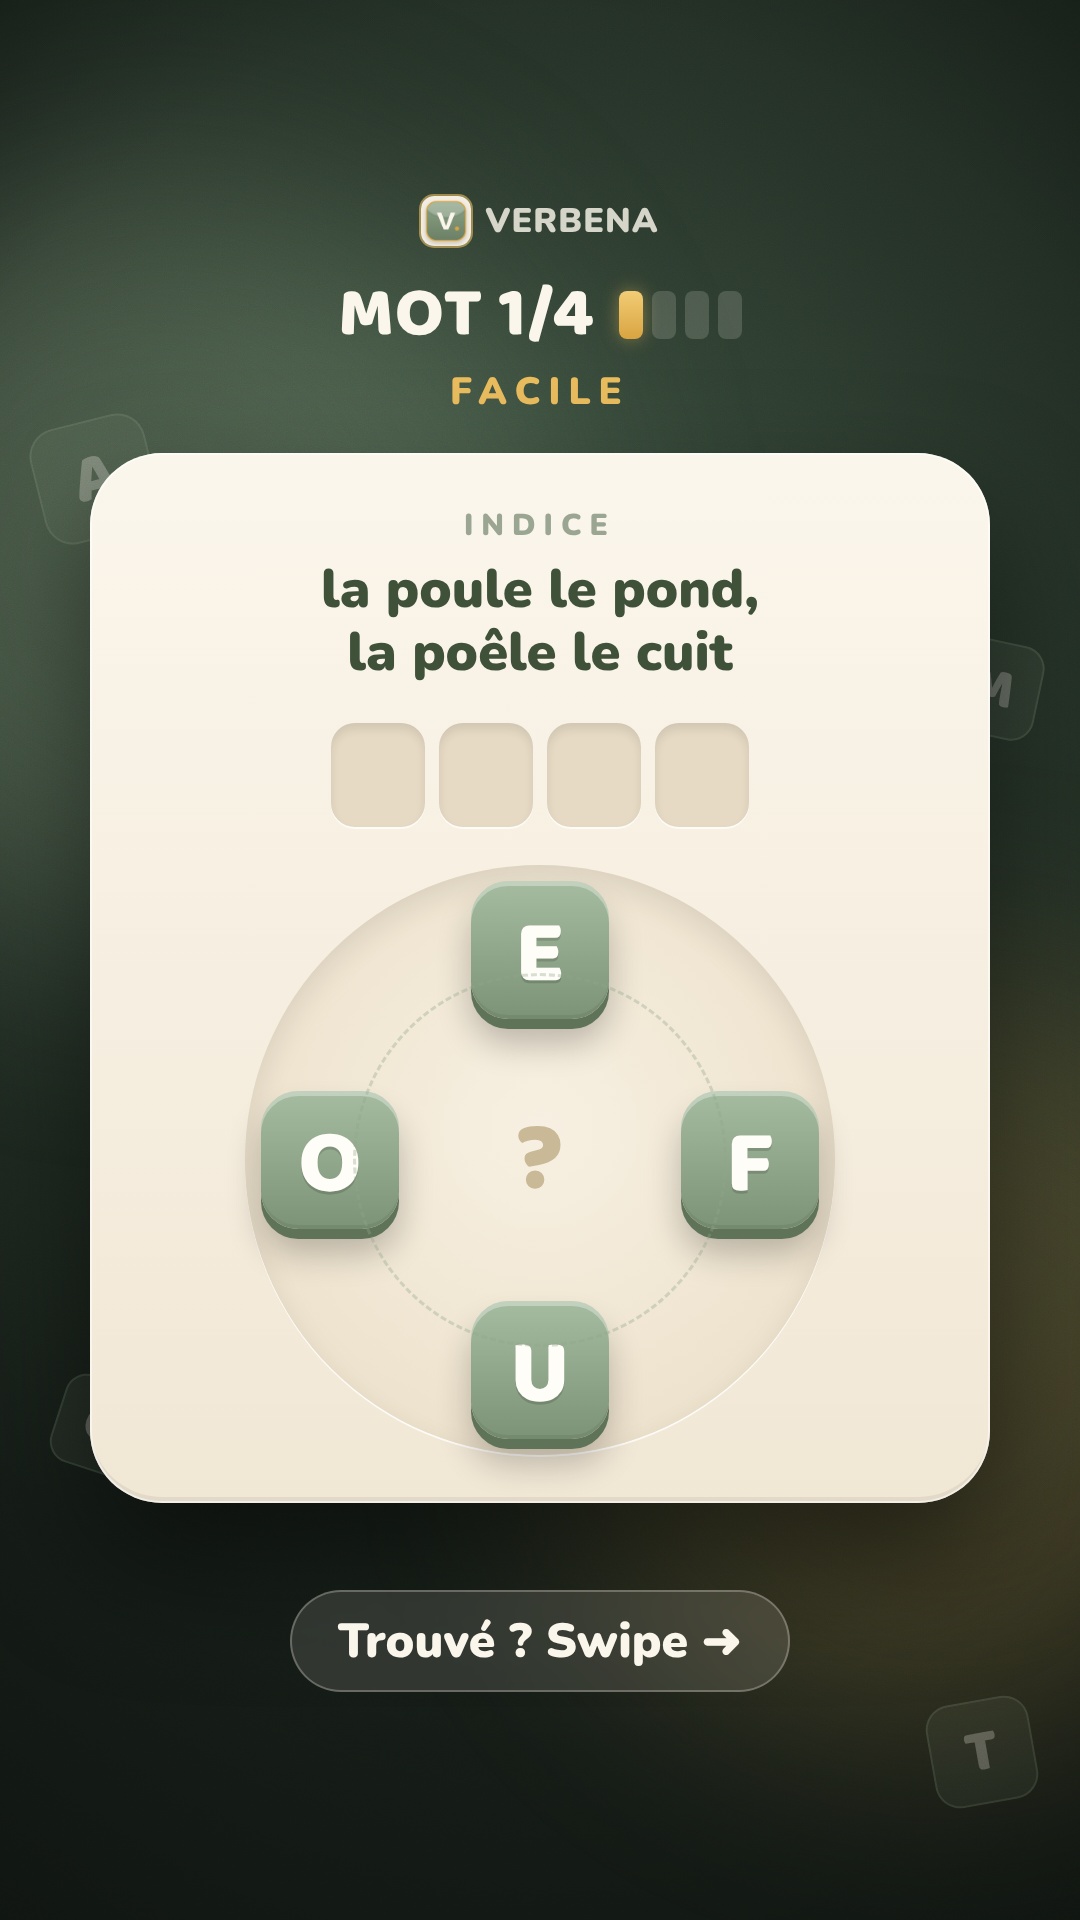 V. VERBENA
MOT 1/4
FACILE
A
INDICE
la poule le pond,
la poêle le cuit
M
E
O
?
F
U
Trouvé ? Swipe ➜
T